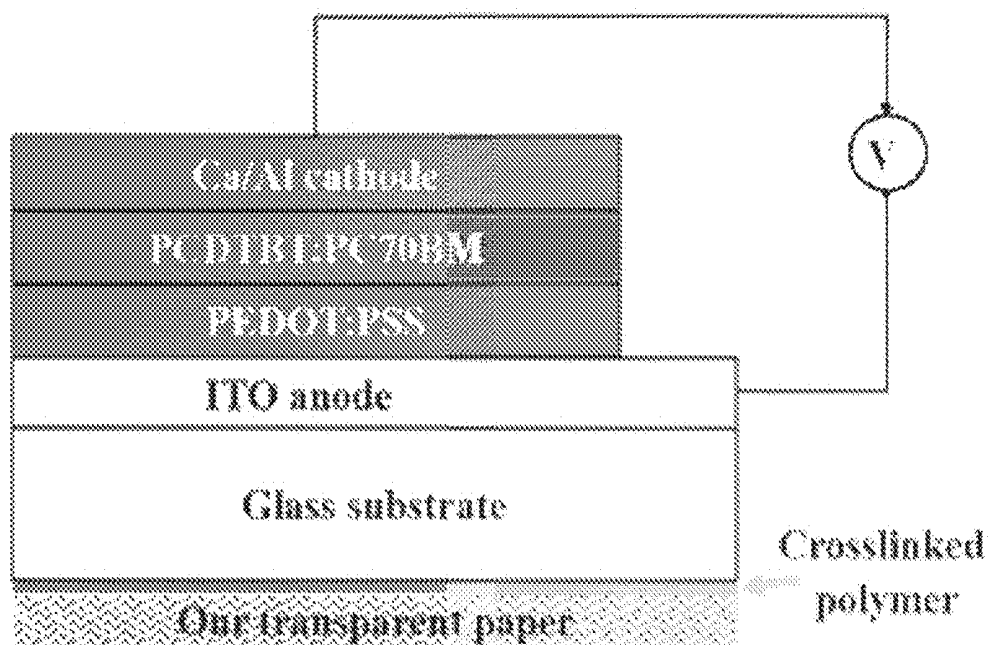 V
Ca/Al cathode
PCDTBT:PC70BM
PEDOT:PSS
ITO anode
Glass substrate
Crosslinked
polymer
Our transparent paper